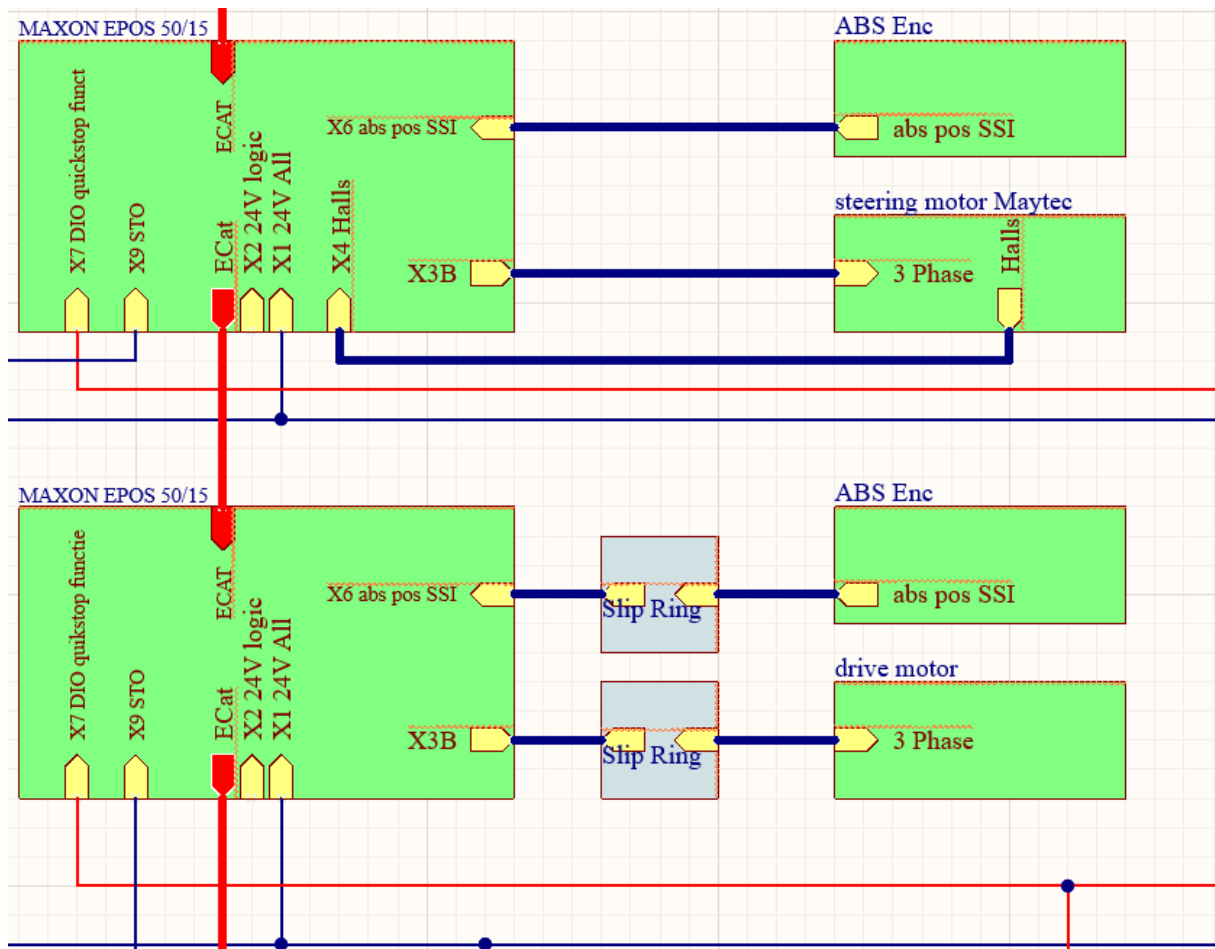 MAXON EPOS 50/15
ABS Enc
X7 DIO quickstop funct
X9 STO
ECAT
ECat
X2 24V logic
X1 24V All
X4 Halls
X6 abs pos SSI
abs pos SSI
steering motor Maytec
X3B
3 Phase
Halls
MAXON EPOS 50/15
ABS Enc
X7 DIO quikstop functie
X9 STO
ECAT
ECat
X2 24V logic
X1 24V All
X6 abs pos SSI
Slip Ring
abs pos SSI
drive motor
X3B
Slip Ring
3 Phase